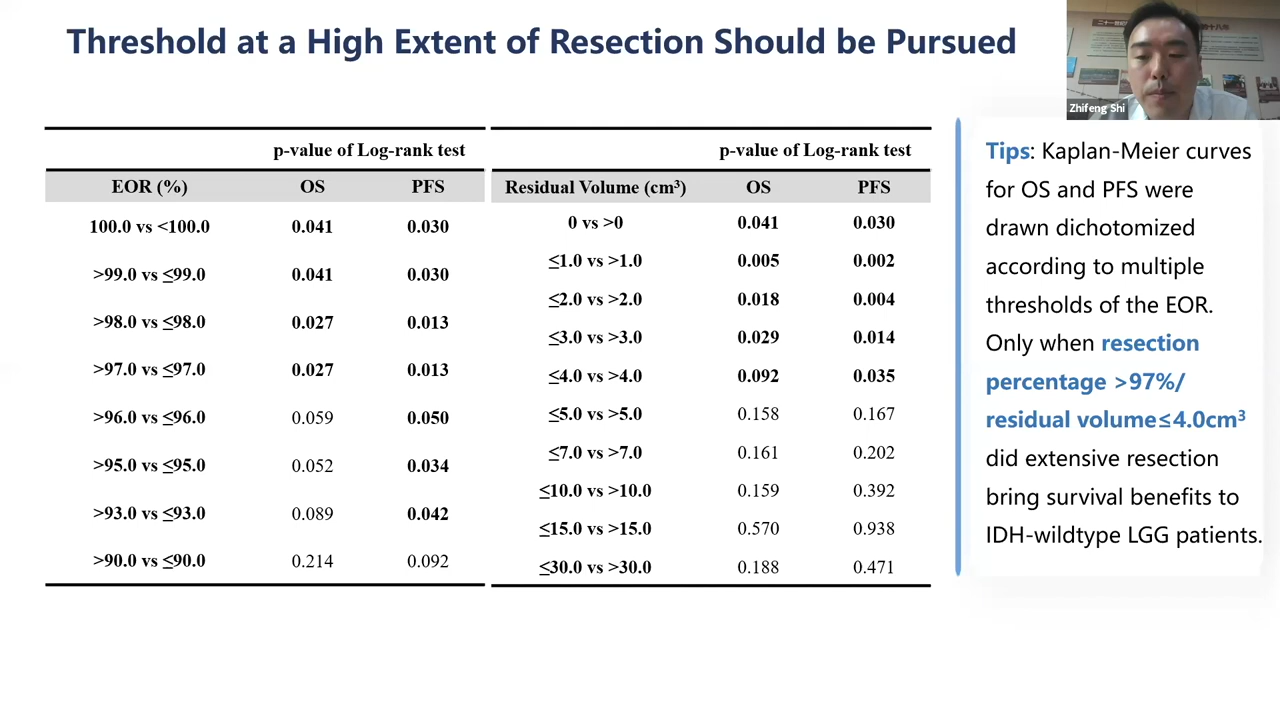 Threshold at a High Extent of Resection Should be Pursued
Zhifeng Shi
p-value of Log-rank test
EOR (%) OS PFS
100.0 vs <100.0 0.041 0.030
>99.0 vs ≤99.0 0.041 0.030
>98.0 vs ≤98.0 0.027 0.013
>97.0 vs ≤97.0 0.027 0.013
>96.0 vs ≤96.0 0.059 0.050
>95.0 vs ≤95.0 0.052 0.034
>93.0 vs ≤93.0 0.089 0.042
>90.0 vs ≤90.0 0.214 0.092
p-value of Log-rank test
Residual Volume (cm³) OS PFS
0 vs >0 0.041 0.030
≤1.0 vs >1.0 0.005 0.002
≤2.0 vs >2.0 0.018 0.004
≤3.0 vs >3.0 0.029 0.014
≤4.0 vs >4.0 0.092 0.035
≤5.0 vs >5.0 0.158 0.167
≤7.0 vs >7.0 0.161 0.202
≤10.0 vs >10.0 0.159 0.392
≤15.0 vs >15.0 0.570 0.938
≤30.0 vs >30.0 0.188 0.471
Tips: Kaplan-Meier curves
for OS and PFS were
drawn dichotomized
according to multiple
thresholds of the EOR.
Only when resection
percentage >97%/
residual volume≤4.0cm³
did extensive resection
bring survival benefits to
IDH-wildtype LGG patients.